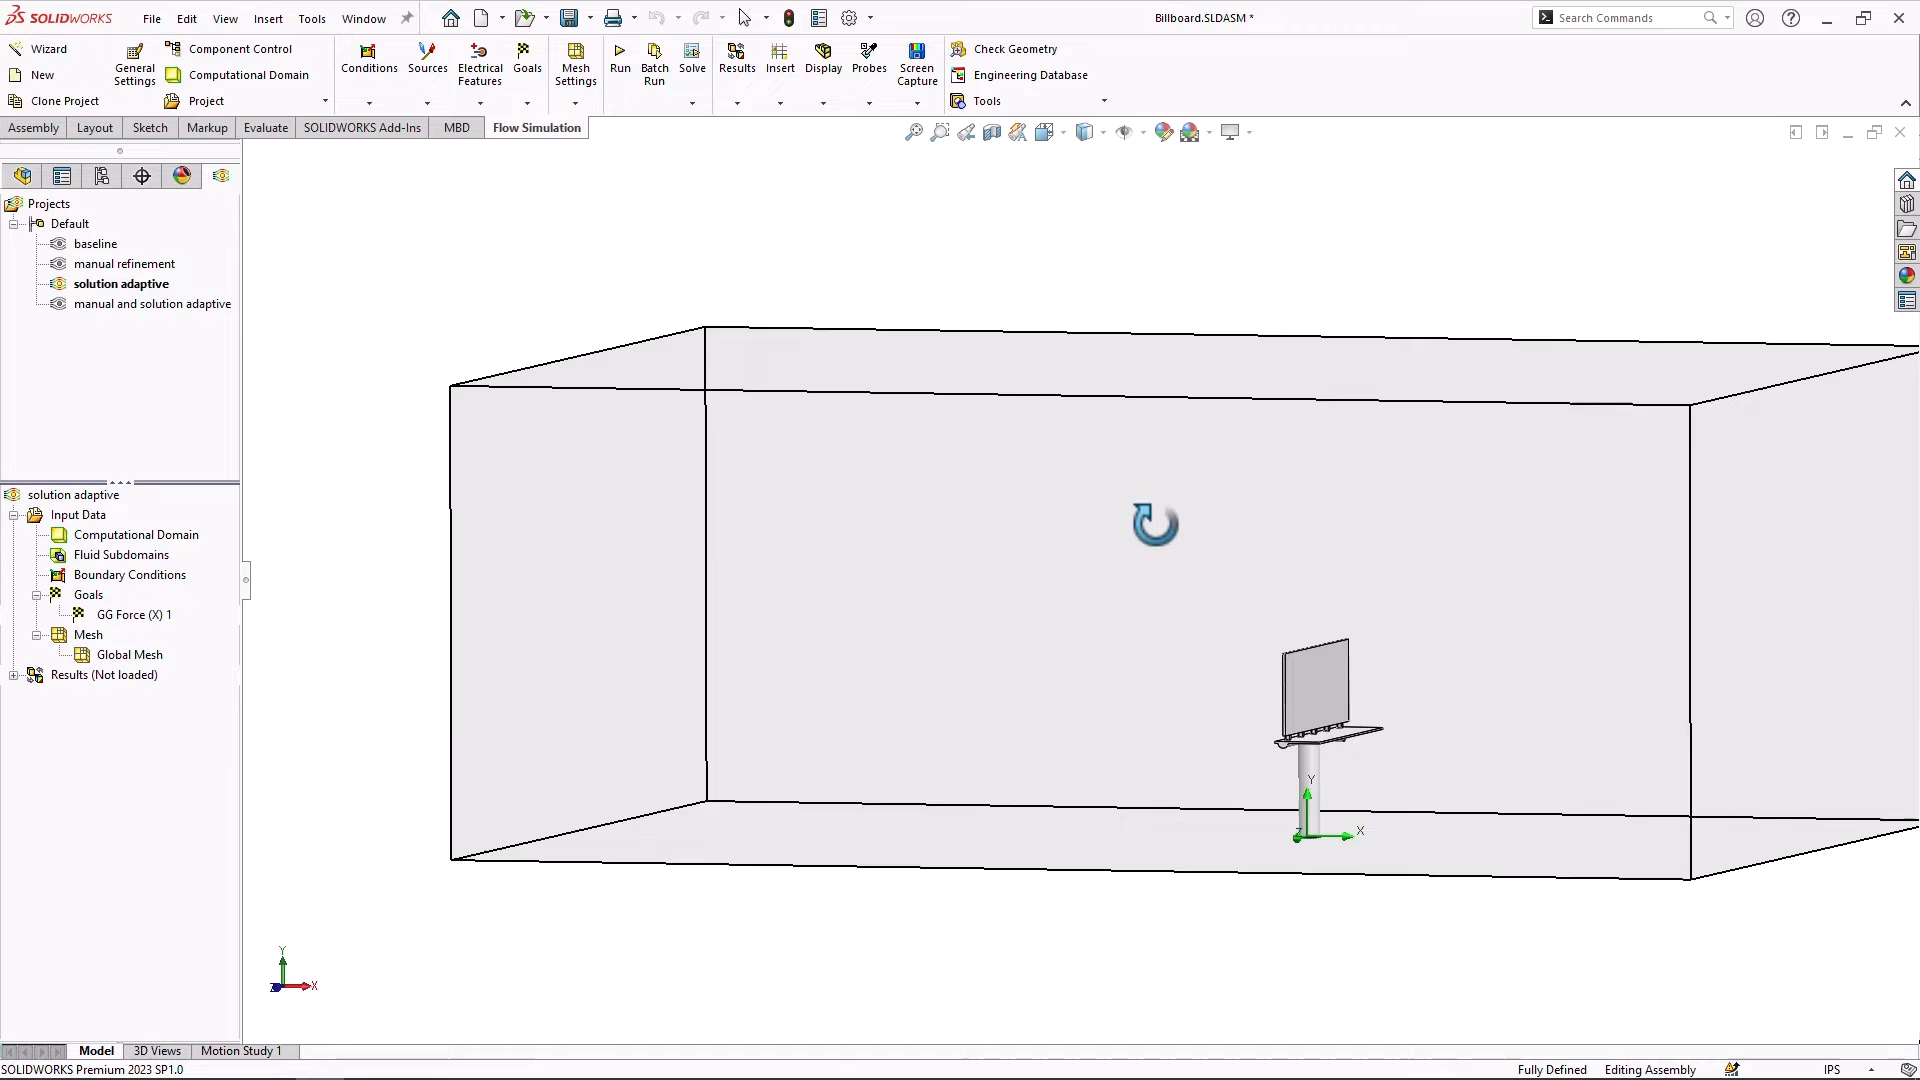 SOLIDWORKS File Edit View Insert Tools Window Billboard.SLDASM * Search Commands
Wizard
New
Clone Project
General Settings
Component Control
Computational Domain
Project
Conditions Sources Electrical Features Goals Mesh Settings Run Batch Run Solve Results Insert Display Probes Screen Capture
Check Geometry
Engineering Database
Tools
Assembly Layout Sketch Markup Evaluate SOLIDWORKS Add-Ins MBD Flow Simulation
Projects
Default
baseline
manual refinement
solution adaptive
manual and solution adaptive
solution adaptive
Input Data
Computational Domain
Fluid Subdomains
Boundary Conditions
Goals
GG Force (X) 1
Mesh
Global Mesh
Results (Not loaded)
Y
Z X
Y
Z X
Model 3D Views Motion Study 1
SOLIDWORKS Premium 2023 SP1.0 Fully Defined Editing Assembly IPS